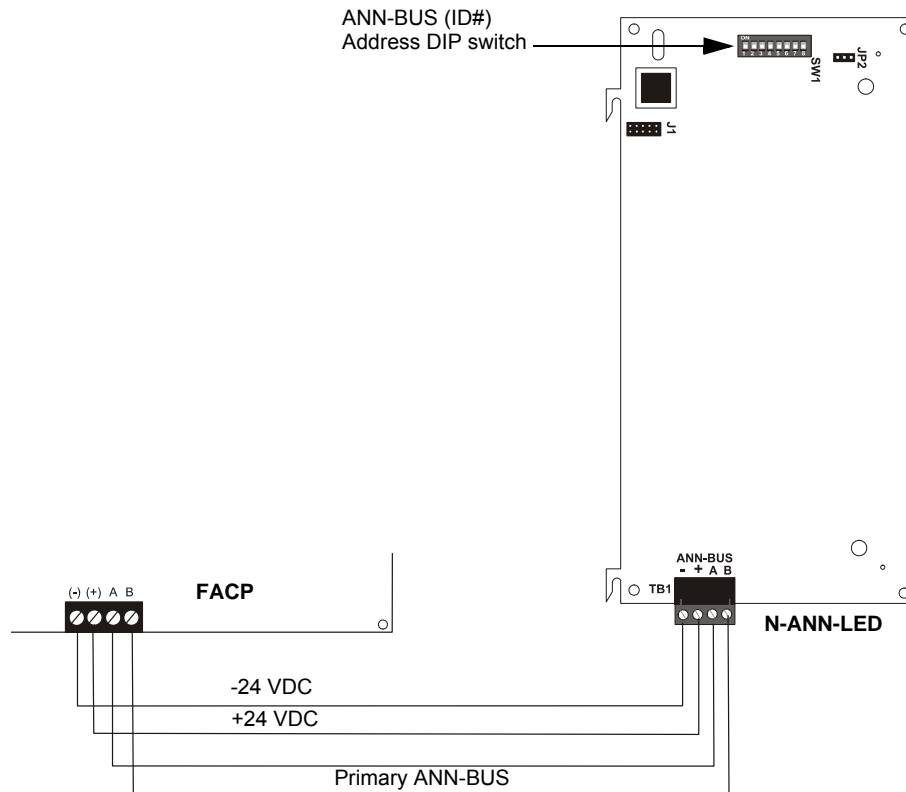 ANN-BUS (ID#)
Address DIP switch
ON
1 2 3 4 5 6 7 8
SW1
JP2
J1
ANN-BUS
- + A B
TB1
(-) (+) A B
FACP
N-ANN-LED
-24 VDC
+24 VDC
Primary ANN-BUS